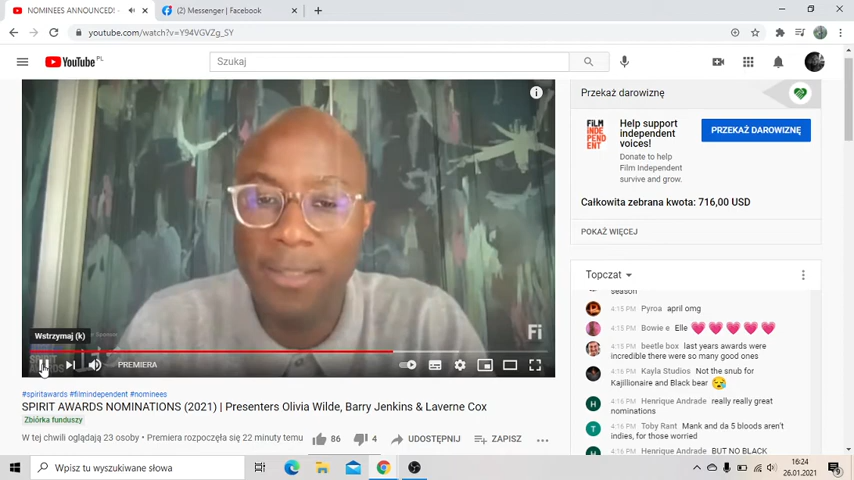 NOMINEES ANNOUNCED! -
(2) Messenger | Facebook
youtube.com/watch?v=Y94VGVZg_SY
YouTube PL
Szukaj
Fi
Wstrzymaj (k)
PREMIERA
#spiritawards #filmindependent #nominees
SPIRIT AWARDS NOMINATIONS (2021) | Presenters Olivia Wilde, Barry Jenkins & Laverne Cox
Zbiórka funduszy
W tej chwili oglądają 23 osoby • Premiera rozpoczęła się 22 minuty temu
86
4
UDOSTĘPNIJ
ZAPISZ
Przekaż darowiznę
FILM
INDEPENDENT
Help support
independent
voices!
Donate to help
Film Independent
survive and grow.
PRZEKAŻ DAROWIZNĘ
Całkowita zebrana kwota: 716,00 USD
POKAŻ WIĘCEJ
Topczat
season
4:15 PM Pyroa april omg
4:15 PM Bowie e Elle
4:15 PM beetle box last years awards were
incredible there were so many good ones
4:16 PM Kayla Studios Not the snub for
Kajillionaire and Black bear
4:16 PM Henrique Andrade really really great
nominations
4:16 PM Toby Rant Mank and da 5 bloods aren't
indies, for those worried
4:16 PM Henrique Andrade BUT NO BLACK
Wpisz tu wyszukiwane słowa
16:24
26.01.2021
9